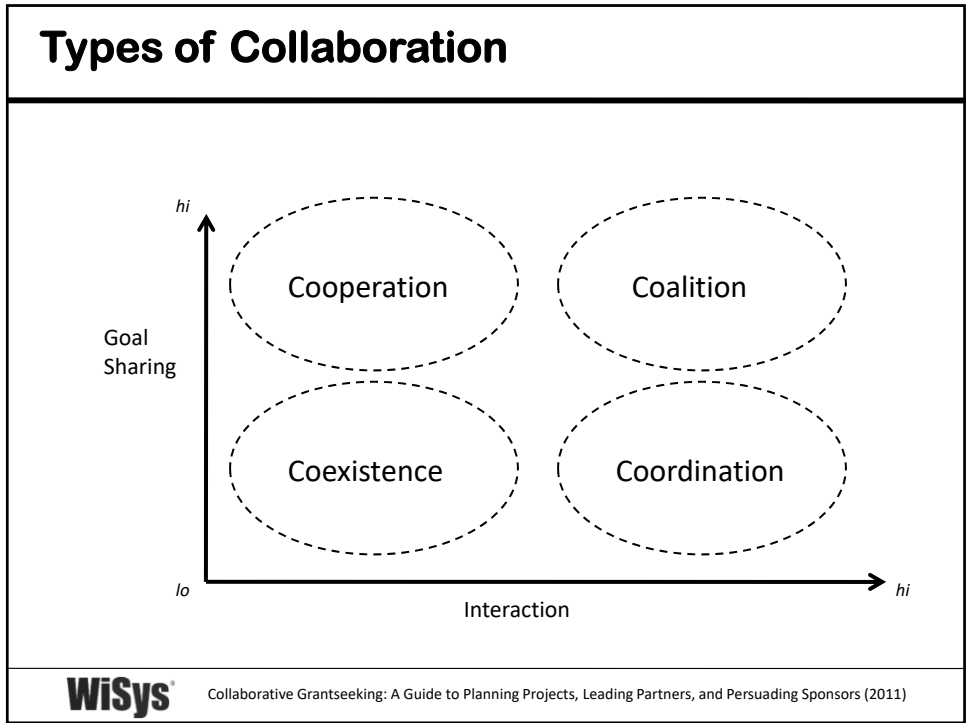 Types of Collaboration
hi
Cooperation
Coalition
Goal
Sharing
Coexistence
Coordination
lo
hi
Interaction
WiSys®
Collaborative Grantseeking: A Guide to Planning Projects, Leading Partners, and Persuading Sponsors (2011)